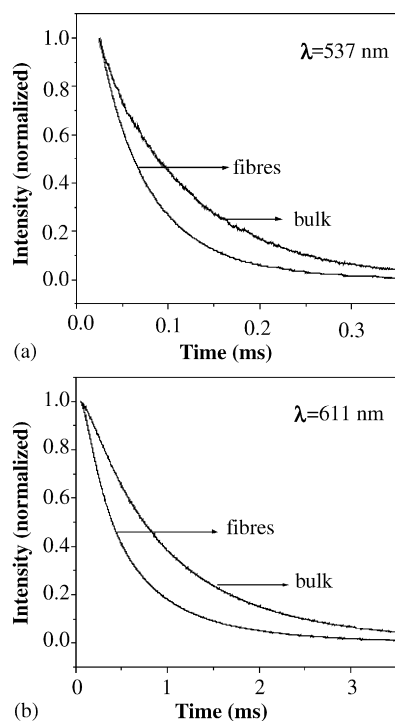 λ=537 nm
Intensity (normalized)
1.0
0.8
0.6
0.4
0.2
0.0
fibres
bulk
0.0
0.1
0.2
0.3
Time (ms)
(a)
λ=611 nm
Intensity (normalized)
1.0
0.8
0.6
0.4
0.2
0.0
fibres
bulk
0
1
2
3
Time (ms)
(b)